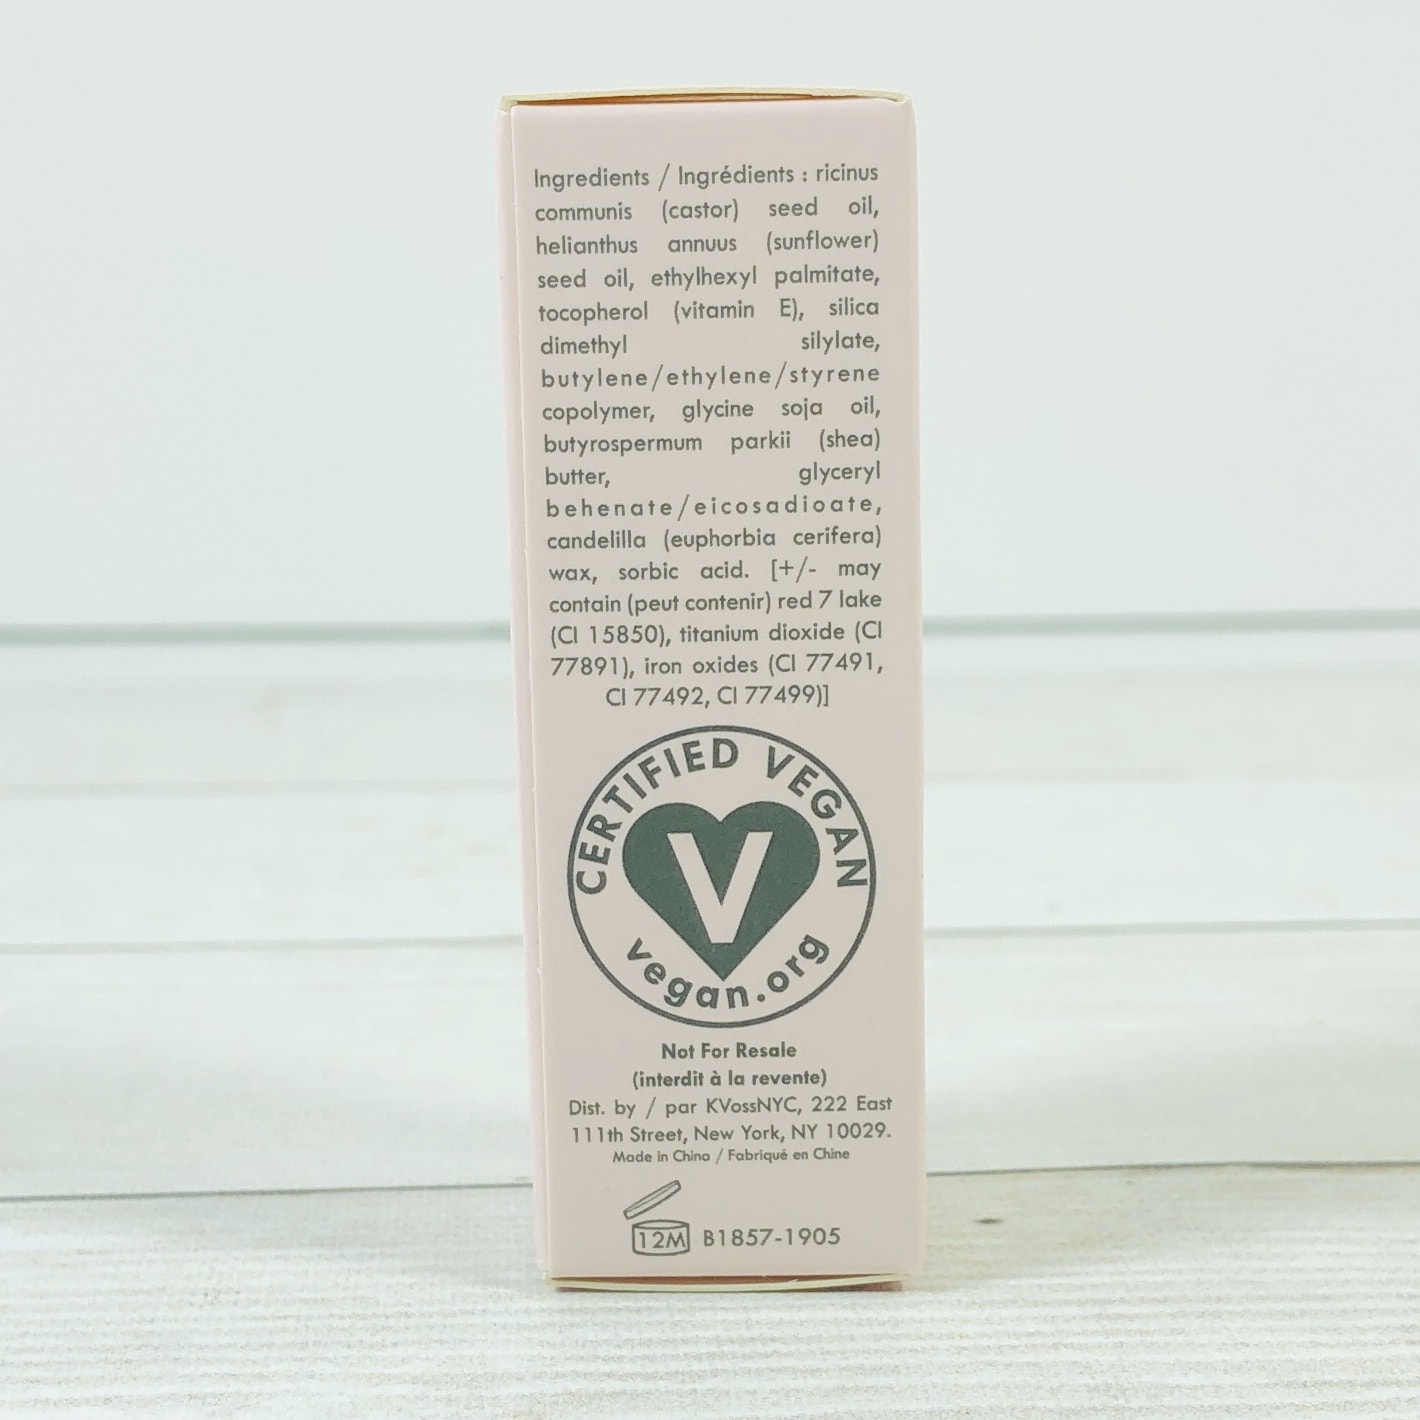 Ingredients / Ingrédients : ricinus
communis (castor) seed oil,
helianthus annuus (sunflower)
seed oil, ethylhexyl palmitate,
tocopherol (vitamin E), silica
dimethyl silylate,
butylene/ethylene/styrene
copolymer, glycine soja oil,
butyrospermum parkii (shea)
butter, glyceryl
behenate/eicosadioate,
candelilla (euphorbia cerifera)
wax, sorbic acid. [+/- may
contain (peut contenir) red 7 lake
(CI 15850), titanium dioxide (CI
77891), iron oxides (CI 77491,
CI 77492, CI 77499)]
CERTIFIED VEGAN
V
vegan.org
Not For Resale
(interdit à la revente)
Dist. by / par KVossNYC, 222 East
111th Street, New York, NY 10029.
Made in China / Fabriqué en Chine
12M B1857-1905